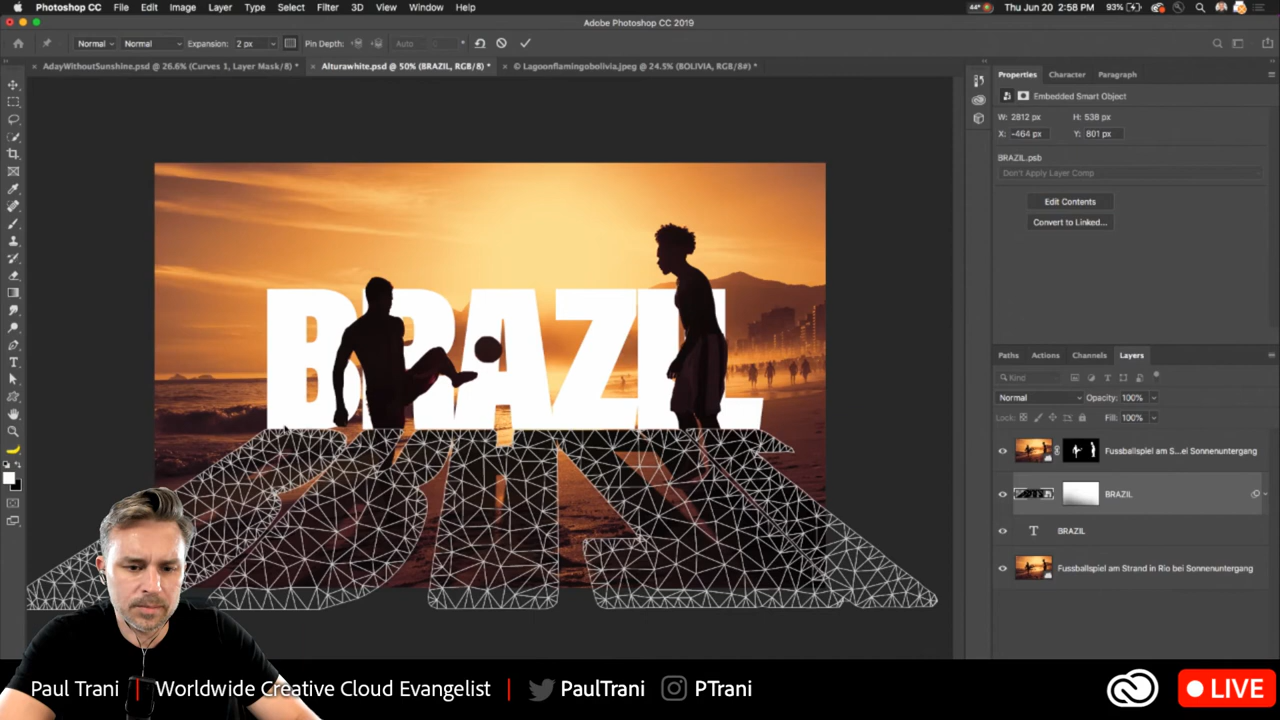 Photoshop CC File Edit Image Layer Type Select Filter 3D View Window Help
44° Thu Jun 20 2:58 PM 93%
Adobe Photoshop CC 2019
Normal Normal Expansion: 2 px Pin Depth: Auto
AdayWithoutSunshine.psd @ 26.6% (Curves 1, Layer Mask/8) *
Alturawhite.psd @ 50% (BRAZIL, RGB/8) *
© Lagoonflamingobolivia.jpeg @ 24.5% (BOLIVIA, RGB/8#) *
Properties Character Paragraph
Embedded Smart Object
W: 2812 px H: 538 px
X: -464 px Y: 801 px
BRAZIL.psb
Don't Apply Layer Comp
Edit Contents
Convert to Linked...
BRAZIL
Paths Actions Channels Layers
Kind
Normal Opacity: 100%
Lock: Fill: 100%
Fussballspiel am S...ei Sonnenuntergang
BRAZIL
T BRAZIL
Fussballspiel am Strand in Rio bei Sonnenuntergang
Paul Trani | Worldwide Creative Cloud Evangelist | PaulTrani PTrani
LIVE